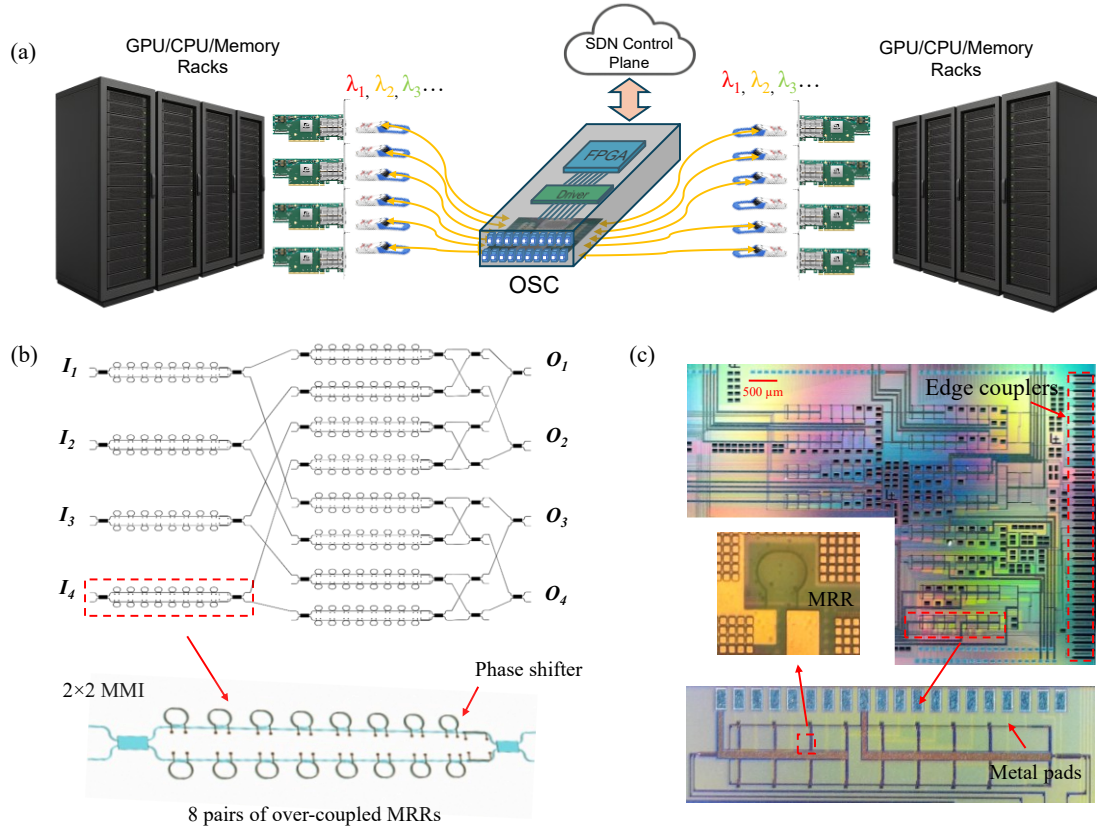 (a)
GPU/CPU/Memory
Racks
λ1, λ2, λ3...
SDN Control
Plane
λ1, λ2, λ3...
GPU/CPU/Memory
Racks
FPGA
Driver
OSC
(b)
I1
I2
I3
I4
O1
O2
O3
O4
2×2 MMI
Phase shifter
8 pairs of over-coupled MRRs
(c)
500 µm
Edge couplers
MRR
Metal pads